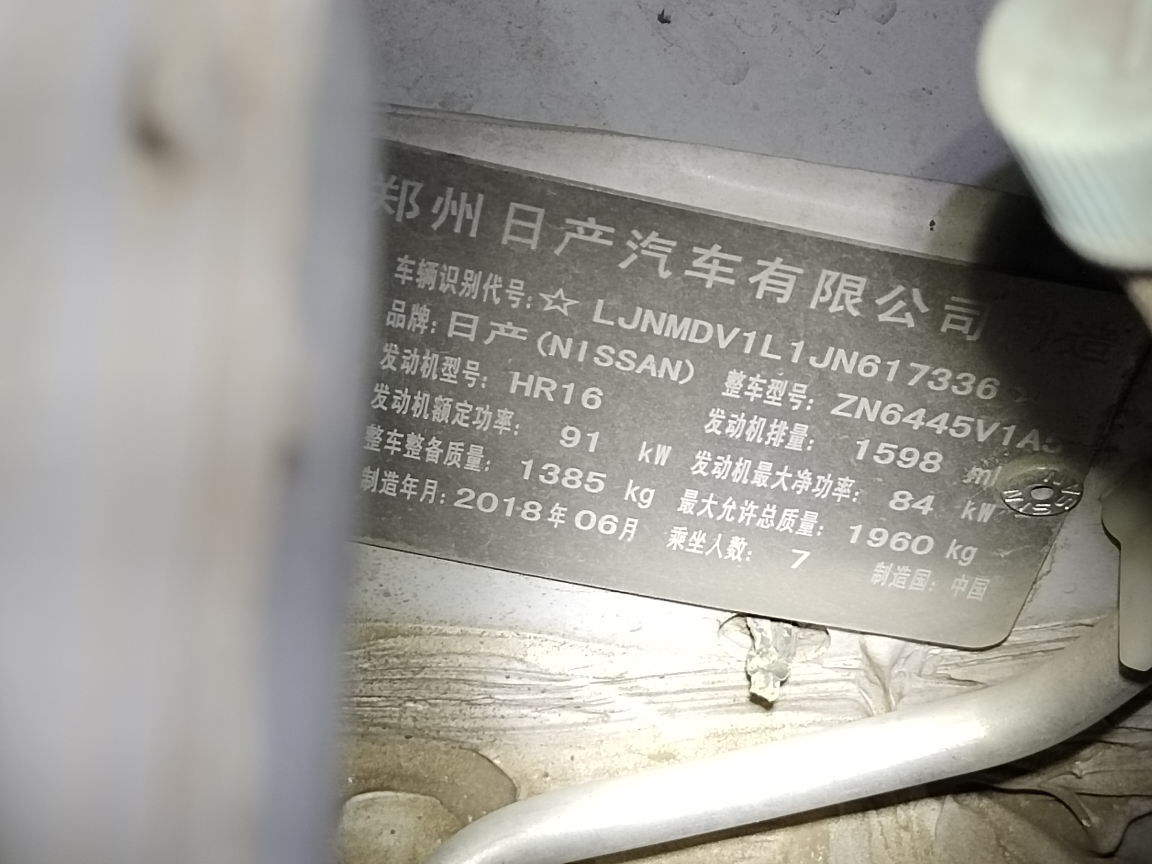 郑州日产汽车有限公司制造
车辆识别代号:☆ LJNMDV1L1JN617336
品牌: 日产 (NISSAN) 整车型号: ZN6445V1A5
发动机型号: HR16 发动机排量: 1598 ml
发动机额定功率: 91 kW 发动机最大净功率: 84 kW
整车整备质量: 1385 kg 最大允许总质量: 1960 kg
制造年月: 2018年06月 乘坐人数: 7 制造国: 中国